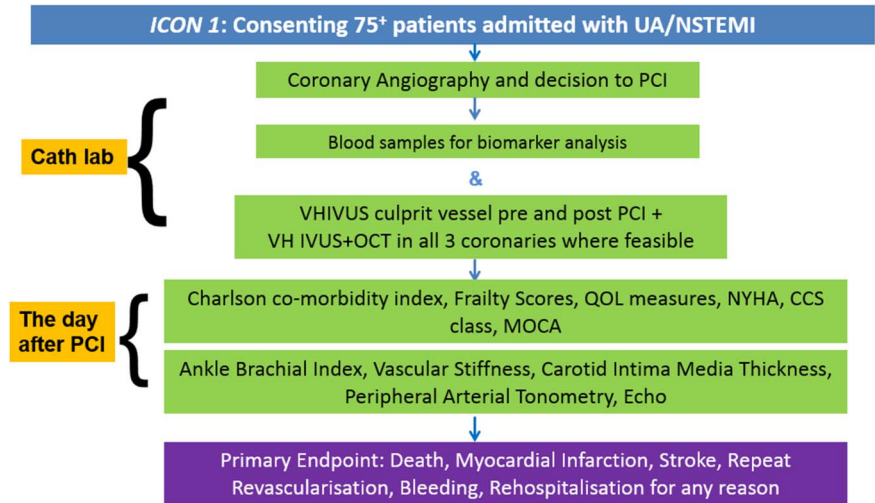 ICON 1: Consenting 75+ patients admitted with UA/NSTEMI
Coronary Angiography and decision to PCI
Cath lab
Blood samples for biomarker analysis
&
VHIVUS culprit vessel pre and post PCI +
VH IVUS+OCT in all 3 coronaries where feasible
The day
after PCI
Charlson co-morbidity index, Frailty Scores, QOL measures, NYHA, CCS
class, MOCA
Ankle Brachial Index, Vascular Stiffness, Carotid Intima Media Thickness,
Peripheral Arterial Tonometry, Echo
Primary Endpoint: Death, Myocardial Infarction, Stroke, Repeat
Revascularisation, Bleeding, Rehospitalisation for any reason